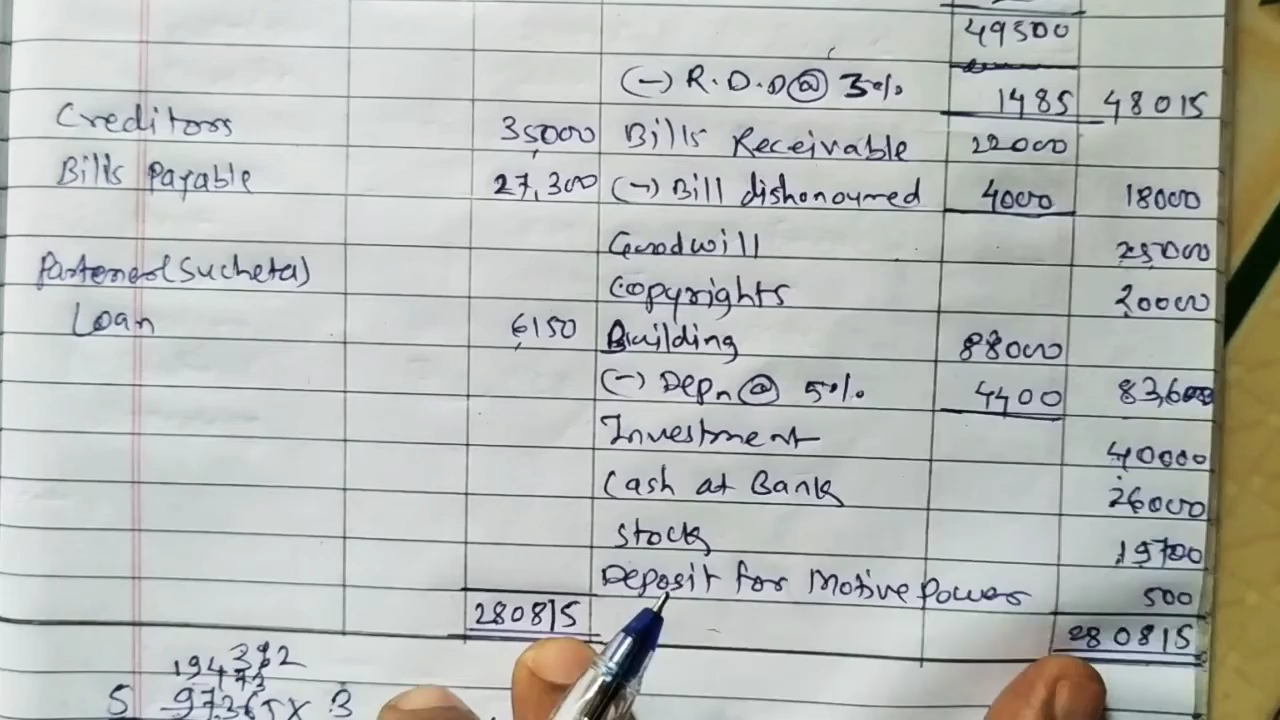 49500
(-) R.D.D @ 3% 1485 48015
Creditors 35000 Bills Receivable 22000
Bills Payable 27,300 (-) Bill dishonoured 4000 18000
Goodwill 25000
Partener(Sucheta) Copyrights 20000
Loan 6150 Building 88000
(-) Depn @ 5% 4400 83,600
Investment 40000
Cash at Bank 26000
Stock 19700
Deposit for Motive Power 500
280815 280815
5